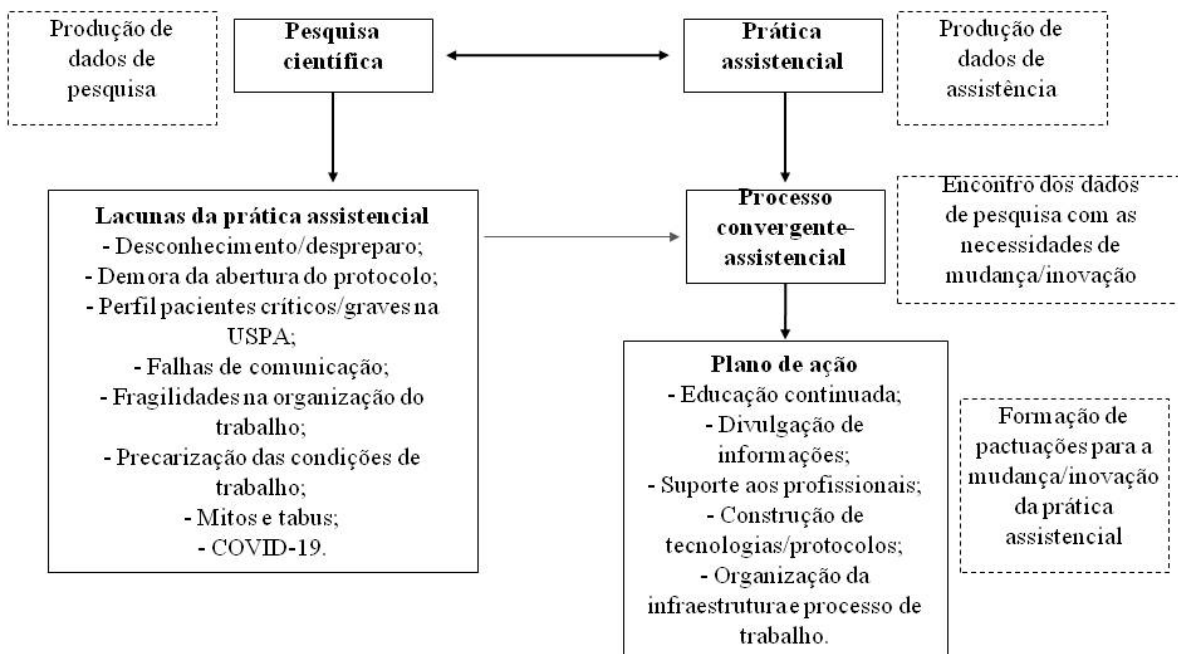 Produção de
dados de
pesquisa
Pesquisa
científica
Prática
assistencial
Produção de
dados de
assistência
Lacunas da prática assistencial
- Desconhecimento/despreparo;
- Demora da abertura do protocolo;
- Perfil pacientes críticos/graves na
USPA;
- Falhas de comunicação;
- Fragilidades na organização do
trabalho;
- Precarização das condições de
trabalho;
- Mitos e tabus;
- COVID-19.
Processo
convergente-
assistencial
Encontro dos dados
de pesquisa com as
necessidades de
mudança/inovação
Plano de ação
- Educação continuada;
- Divulgação de
informações;
- Suporte aos profissionais;
- Construção de
tecnologias/protocolos;
- Organização da
infraestrutura e processo de
trabalho.
Formação de
pactuações para a
mudança/inovação
da prática
assistencial